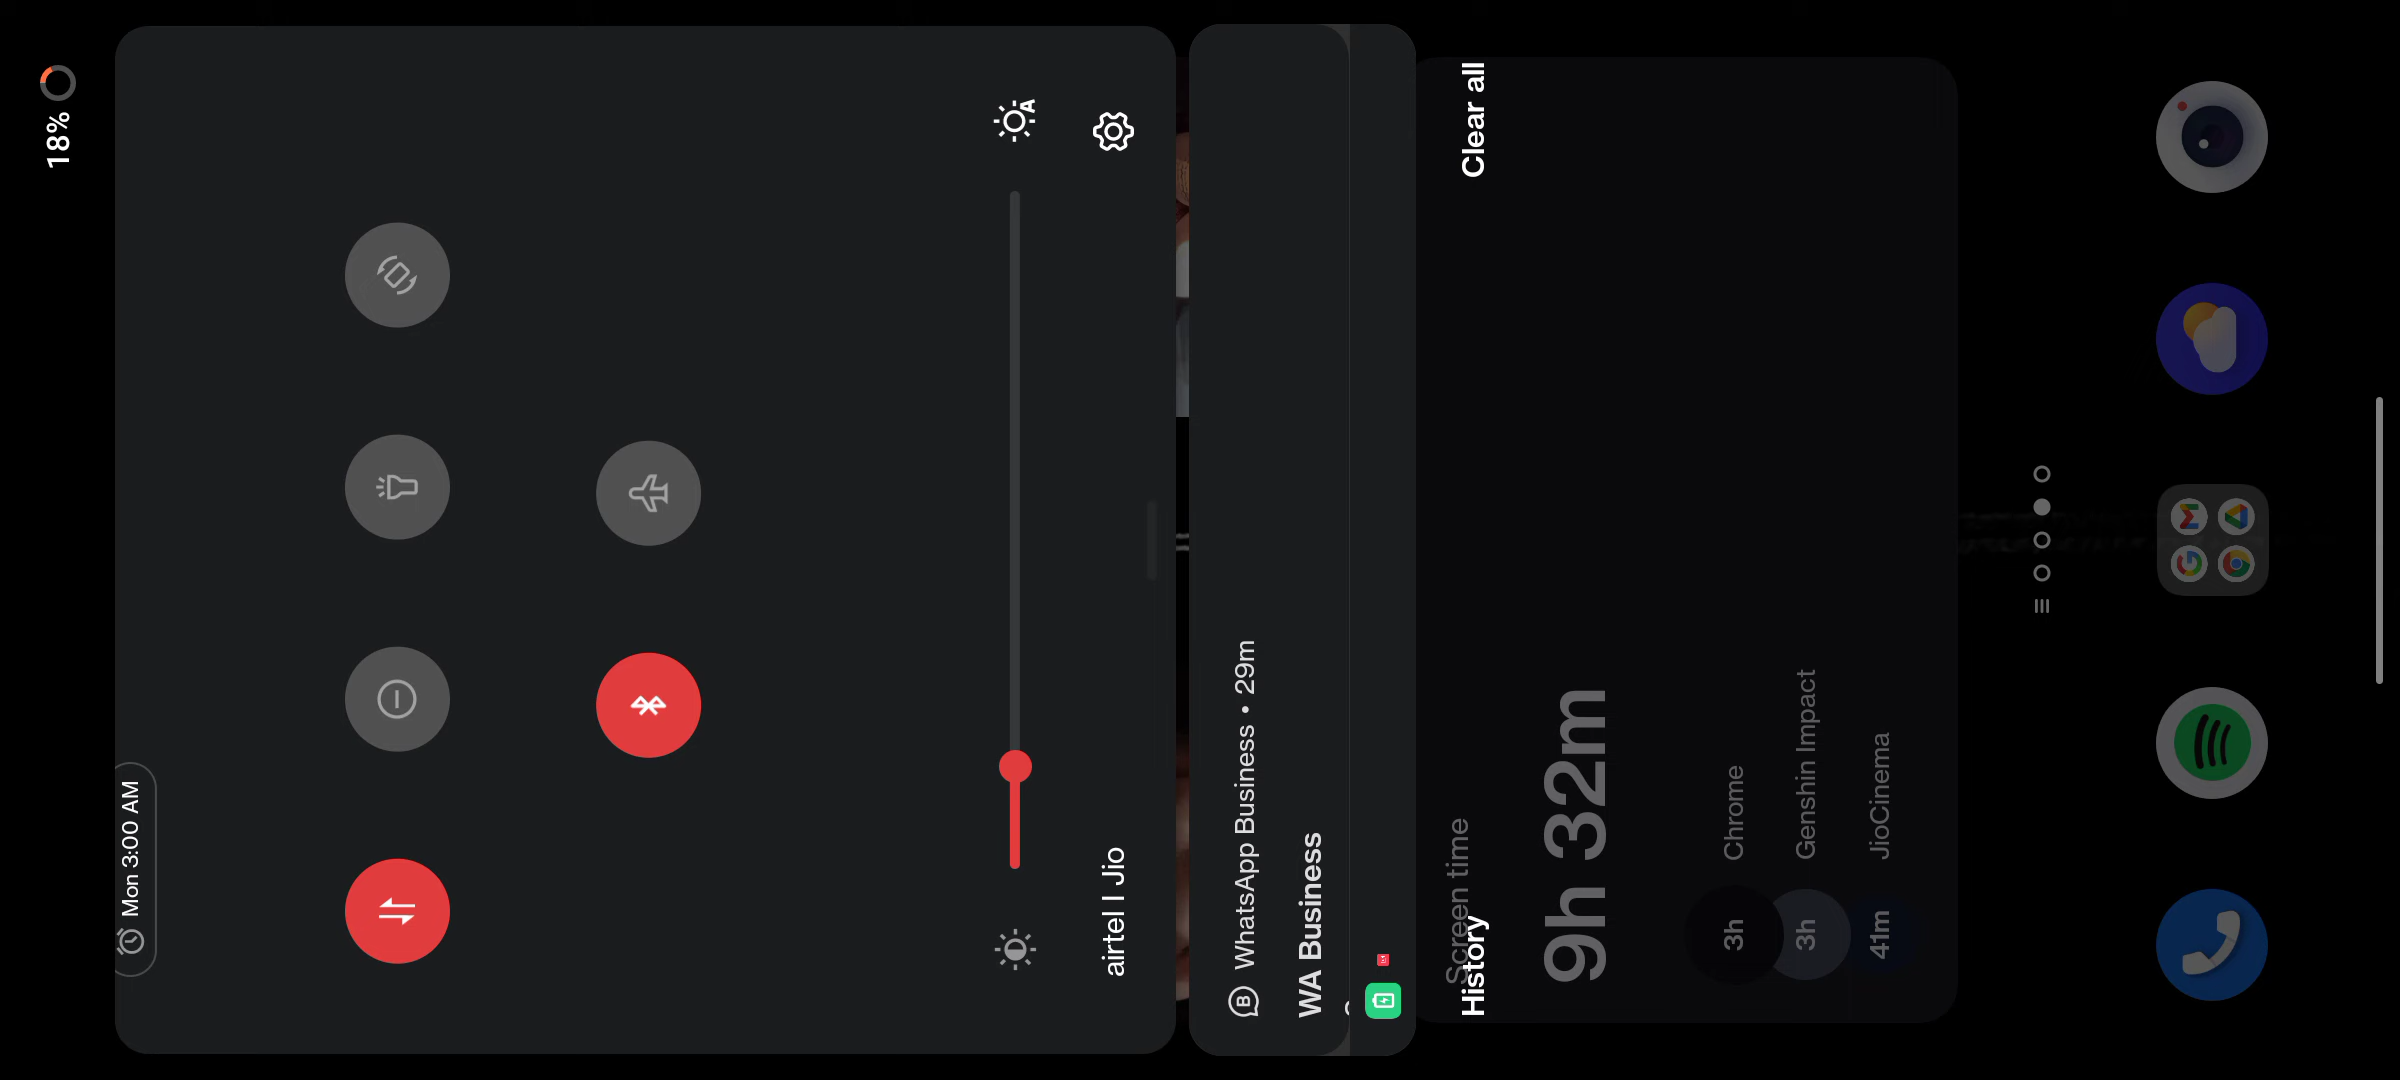 18%
Mon 3:00 AM
airtel I Jio
WhatsApp Business • 29m
WA Business
History
Clear all
Screen time
9h 32m
3h Chrome
3h Genshin Impact
41m JioCinema